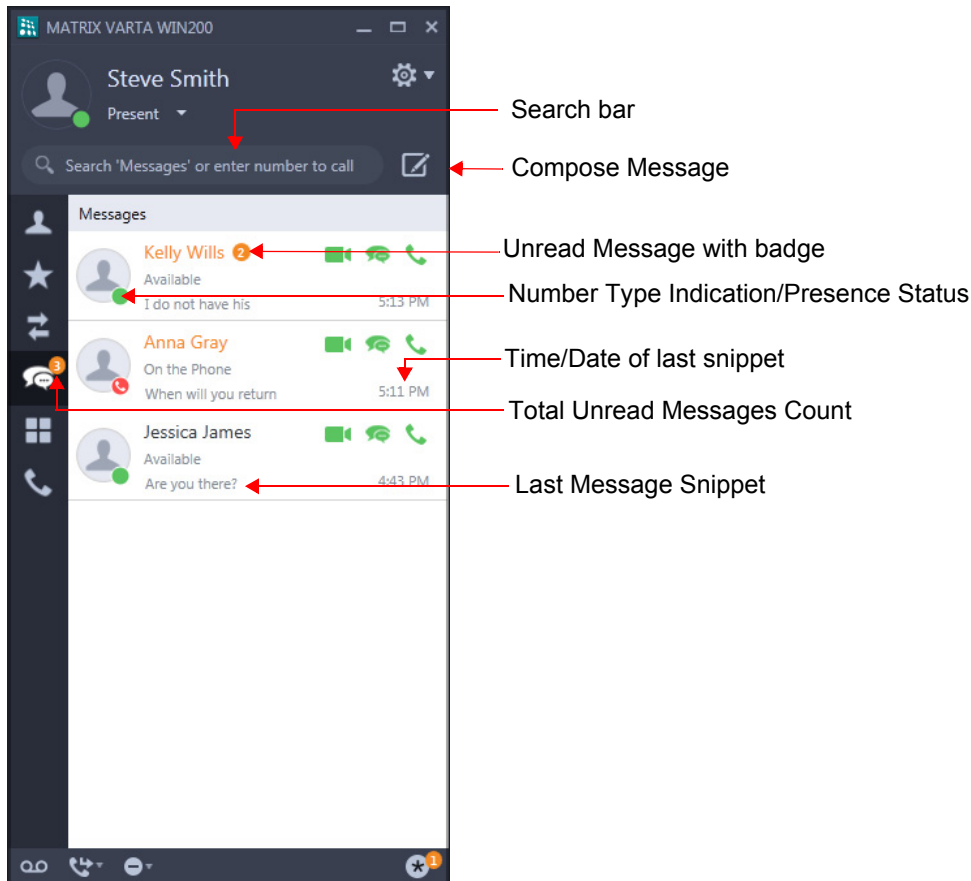 MATRIX VARTA WIN200
Steve Smith
Present
Search 'Messages' or enter number to call
Messages
Kelly Wills 2
Available
I do not have his 5:13 PM
Anna Gray
On the Phone
When will you return 5:11 PM
3
Jessica James
Available
Are you there? 4:43 PM
1
Search bar
Compose Message
Unread Message with badge
Number Type Indication/Presence Status
Time/Date of last snippet
Total Unread Messages Count
Last Message Snippet